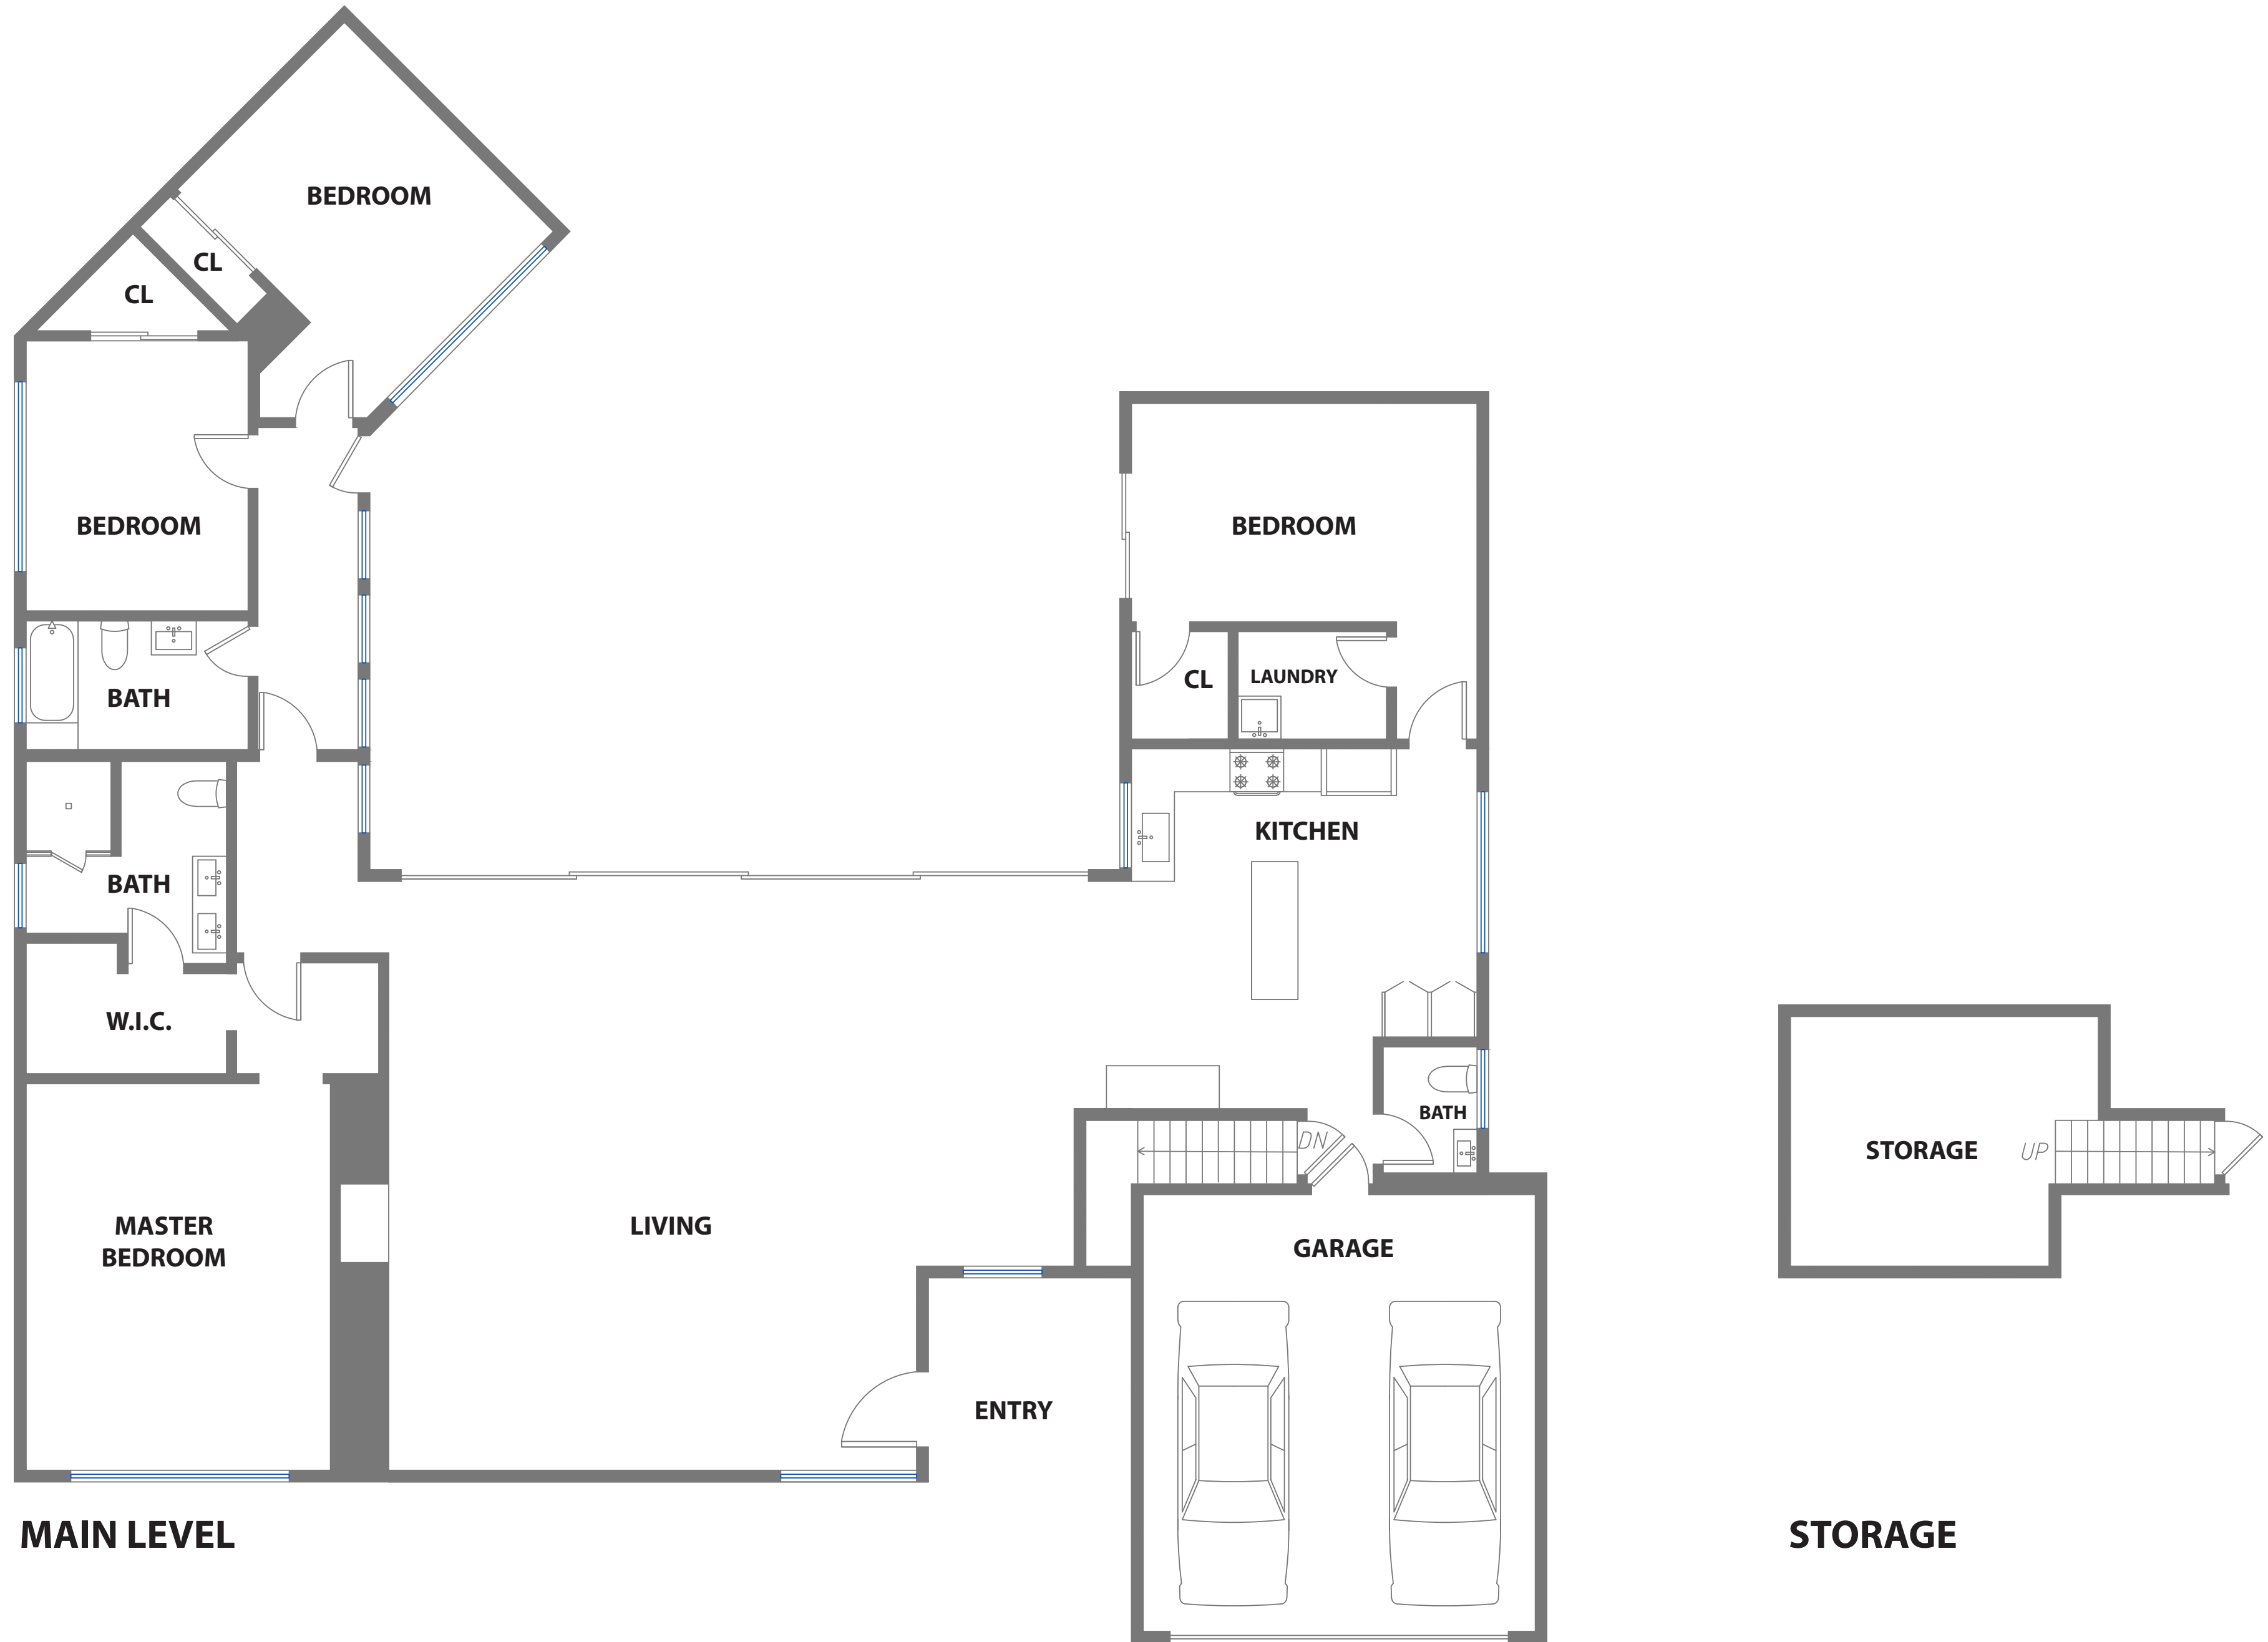 BEDROOM
CL
CL
BEDROOM
BEDROOM
BATH
CL
LAUNDRY
KITCHEN
BATH
W.I.C.
BATH
DN
STORAGE
UP
MASTER
BEDROOM
LIVING
GARAGE
ENTRY
MAIN LEVEL
STORAGE